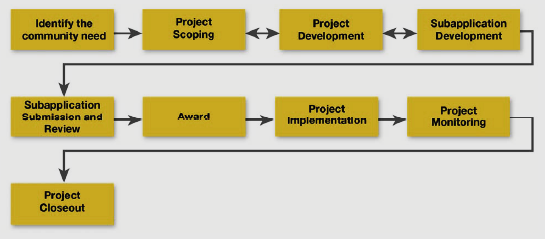 Identify the
community need
Project
Scoping
Project
Development
Subapplication
Development
Subapplication
Submission and
Review
Award
Project
Implementation
Project
Monitoring
Project
Closeout